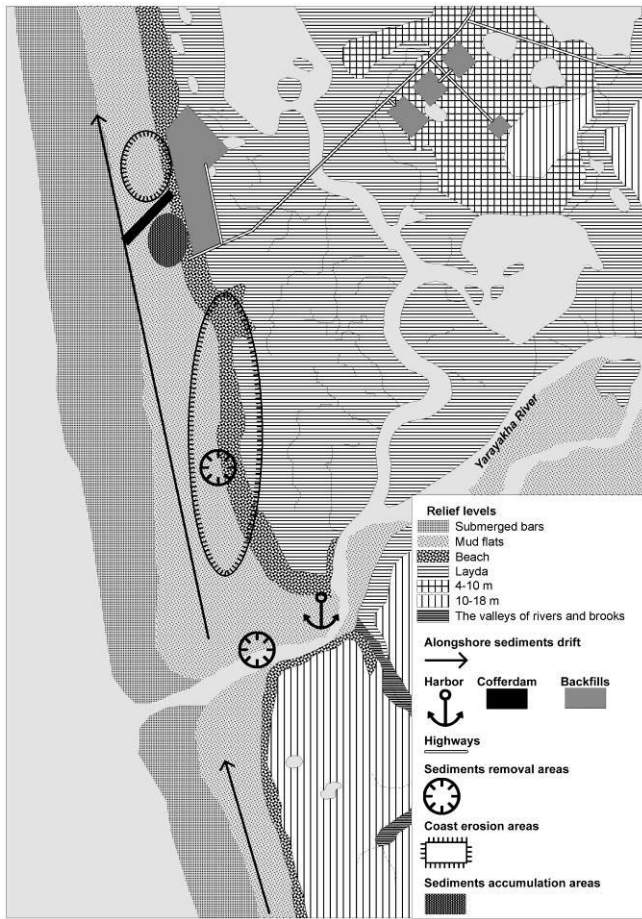 Yarayakha River
Relief levels
Submerged bars
Mud flats
Beach
Layda
4-10 m
10-18 m
The valleys of rivers and brooks
Alongshore sediments drift
Harbor Cofferdam Backfills
Highways
Sediments removal areas
Coast erosion areas
Sediments accumulation areas